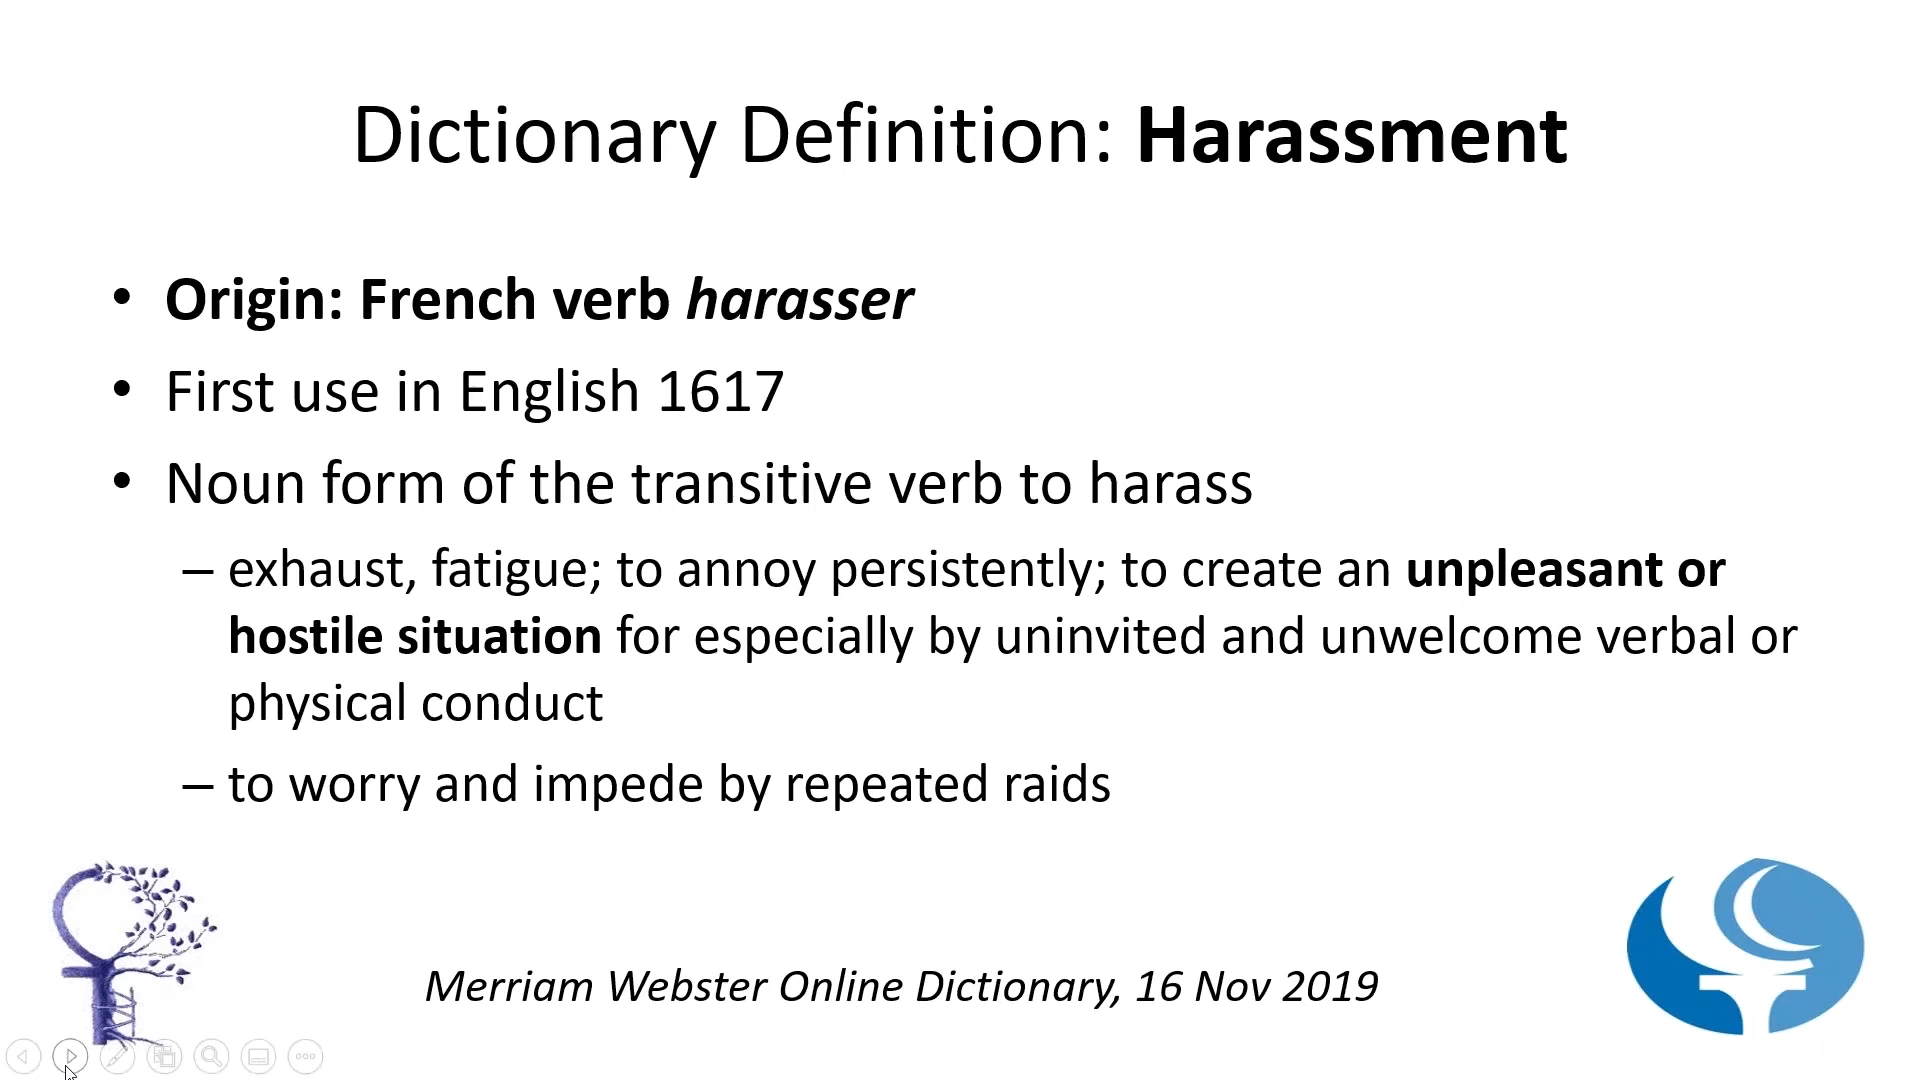 Dictionary Definition: Harassment
• Origin: French verb harasser
• First use in English 1617
• Noun form of the transitive verb to harass
– exhaust, fatigue; to annoy persistently; to create an unpleasant or
hostile situation for especially by uninvited and unwelcome verbal or
physical conduct
– to worry and impede by repeated raids
Merriam Webster Online Dictionary, 16 Nov 2019